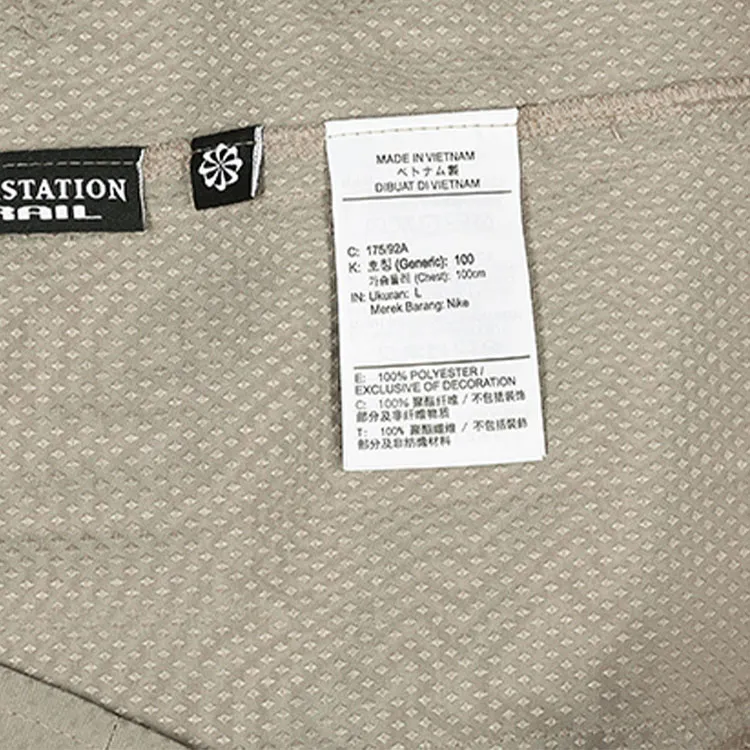 STATION
RAIL
MADE IN VIETNAM
ベトナム製
DIBUAT DI VIETNAM
C: 175/92A
K: 호칭 (Generic): 100
가슴둘레 (Chest): 100cm
IN: Ukuran: L
Merek Barang: Nike
E: 100% POLYESTER /
EXCLUSIVE OF DECORATION
C: 100% 聚酯纤维 / 不包括装饰
部分及非纤维物质
T: 100% 聚酯纖維 / 不包括裝飾
部分及非紡織材料